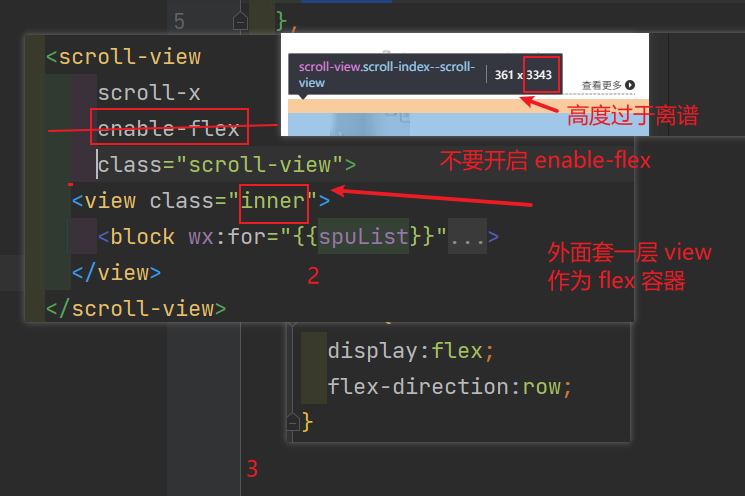 5
},
<scroll-view
scroll-x
enable-flex
class="scroll-view">
<view class="inner">
<block wx:for="{{spuList}}"...>
</view>
</scroll-view>
scroll-view.scroll-index--scroll-view
361 x 3343
查看更多
高度过于离谱
不要开启 enable-flex
外面套一层 view
作为 flex 容器
2
display:flex;
flex-direction:row;
}
3